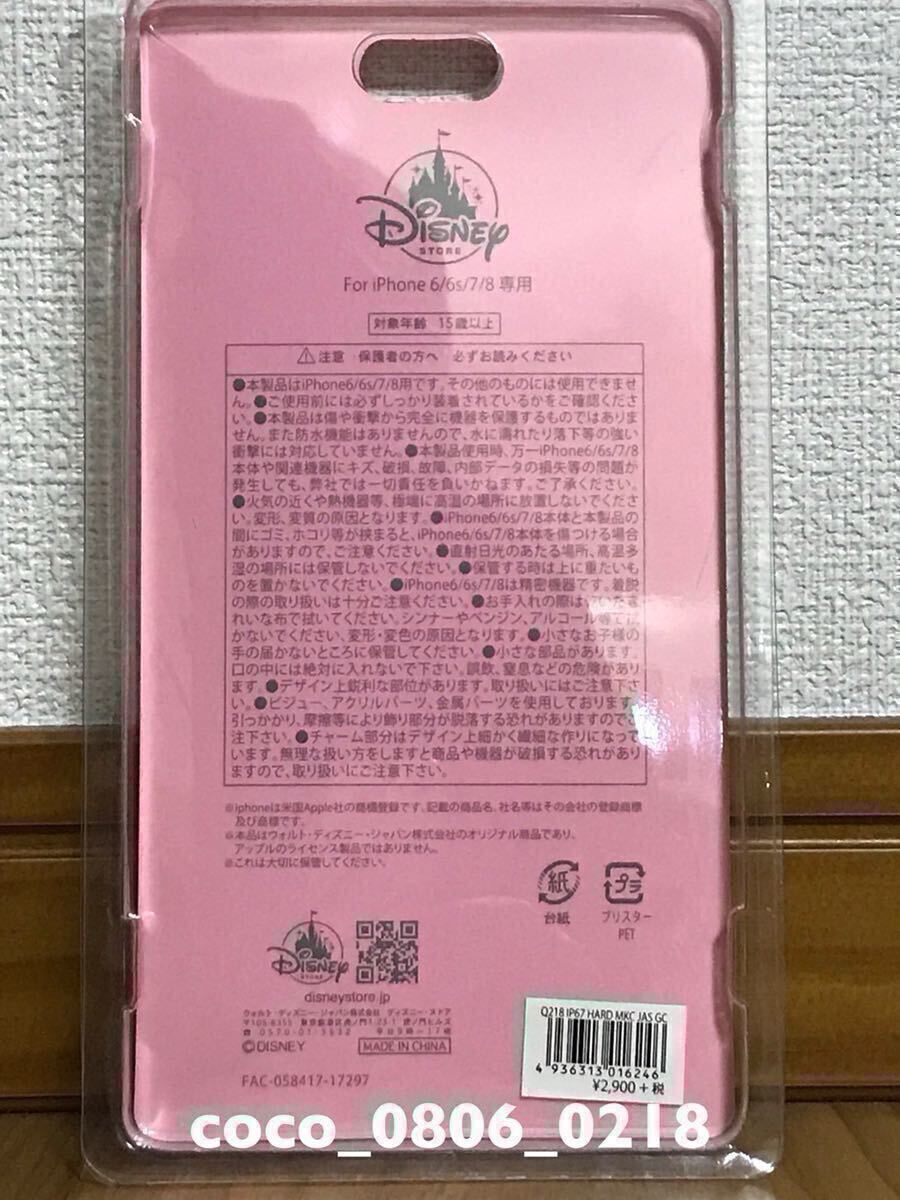 Disney
STORE
For iPhone 6/6s/7/8 専用
対象年齢 15歳以上
⚠注意 保護者の方へ 必ずお読みください
●本製品はiPhone6/6s/7/8用です。その他のものには使用できませ
ん。●ご使用前には必ずしっかり装着されているかをご確認くださ
い。●本製品は傷や衝撃から完全に機器を保護するものではありま
せん。また防水機能はありませんので、水に濡れたり落下等の強い
衝撃には対応していません。●本製品使用時、万一iPhone6/6s/7/8
本体や関連機器にキズ、破損、故障、内部データの損失等の問題が
発生しても、弊社では一切責任を負いかねます。ご了承ください。
●火気の近くや熱機器等、極端に高温の場所に放置しないでくださ
い。変形、変質の原因となります。●iPhone6/6s/7/8本体と本製品の
間にゴミ、ホコリ等が挟まると、iPhone6/6s/7/8本体を傷つける場合
がありますので、ご注意ください。●直射日光のあたる場所、高温多
湿の場所には保管しないでください。●保管する時は上に重たいも
のを置かないでください。●iPhone6/6s/7/8は精密機器です。着脱
の際の取り扱いは十分ご注意ください。●お手入れの際は
れいな布で拭いてください。シンナーやベンジン、アルコール等で
かないでください、変形・変色の原因となります。●小さなお子様の
手の届かないところに保管してください。●小さな部品があります。
口の中には絶対に入れないで下さい。誤飲、窒息などの危険があり
ます。●デザイン上鋭利な部位があります。取り扱いにはご注意下さ
い。●ビジュー、アクリルパーツ、金属パーツを使用しております
引っかかり、摩擦等により飾り部分が脱落する恐れがありますのでご
注下さい。●チャーム部分はデザイン上細かく繊細な作りになって
います。無理な扱い方をしますと商品や機器が破損する恐れがあり
ますので、取り扱いにご注意下さい。
※iphoneは米国Apple社の商標登録です。記載の商品名、社名等はその会社の登録商標
及び商標です。
※本品はウォルト・ディズニー・ジャパン株式会社のオリジナル商品であり、
アップルのライセンス製品ではありません。
※これは大切に保管してください。
紙
台紙
プラ
ブリスター
PET
Disney
STORE
disneystore.jp
ウォルト・ディズニー・ジャパン株式会社 ディズニー・ストア
〒105-6355 東京都港区虎ノ門1-23-1 虎ノ門ヒルズ
平日9時~17時
©DISNEY
MADE IN CHINA
FAC-058417-17297
Q218 IP67 HARD MKC JAS GC
4 936313 016246
¥2,900 + 税
coco_0806_0218